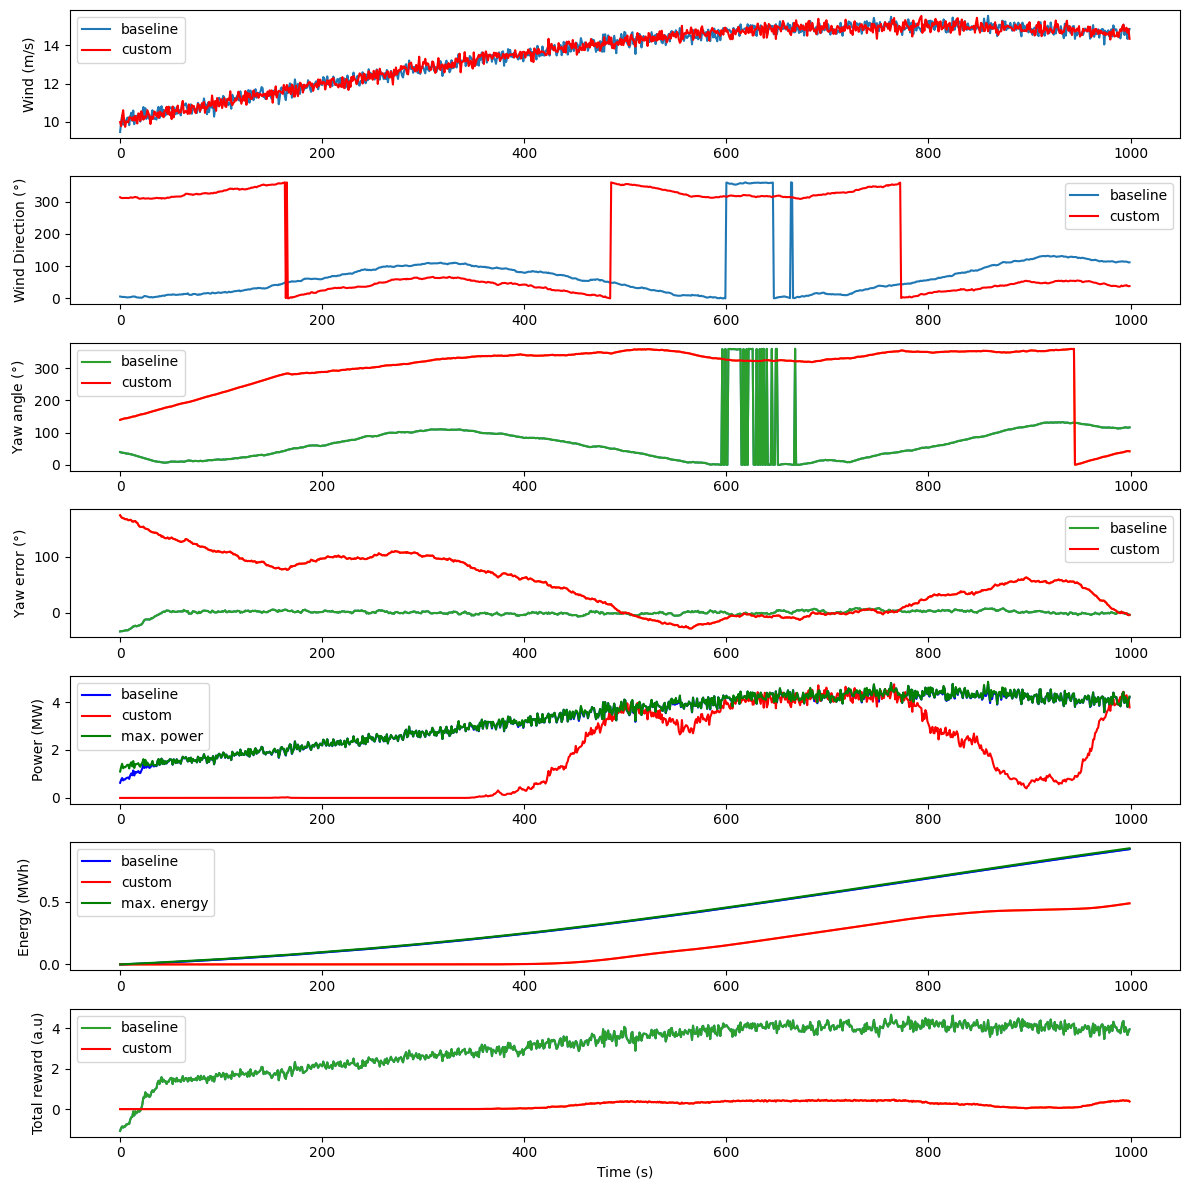 Wind (m/s)
baseline
custom
14
12
10
0 200 400 600 800 1000
Wind Direction (°)
baseline
custom
300
200
100
0
0 200 400 600 800 1000
Yaw angle (°)
baseline
custom
300
200
100
0
0 200 400 600 800 1000
Yaw error (°)
baseline
custom
100
0
0 200 400 600 800 1000
Power (MW)
baseline
custom
max. power
4
2
0
0 200 400 600 800 1000
Energy (MWh)
baseline
custom
max. energy
0.5
0.0
0 200 400 600 800 1000
Total reward (a.u)
baseline
custom
4
2
0
0 200 400 600 800 1000
Time (s)